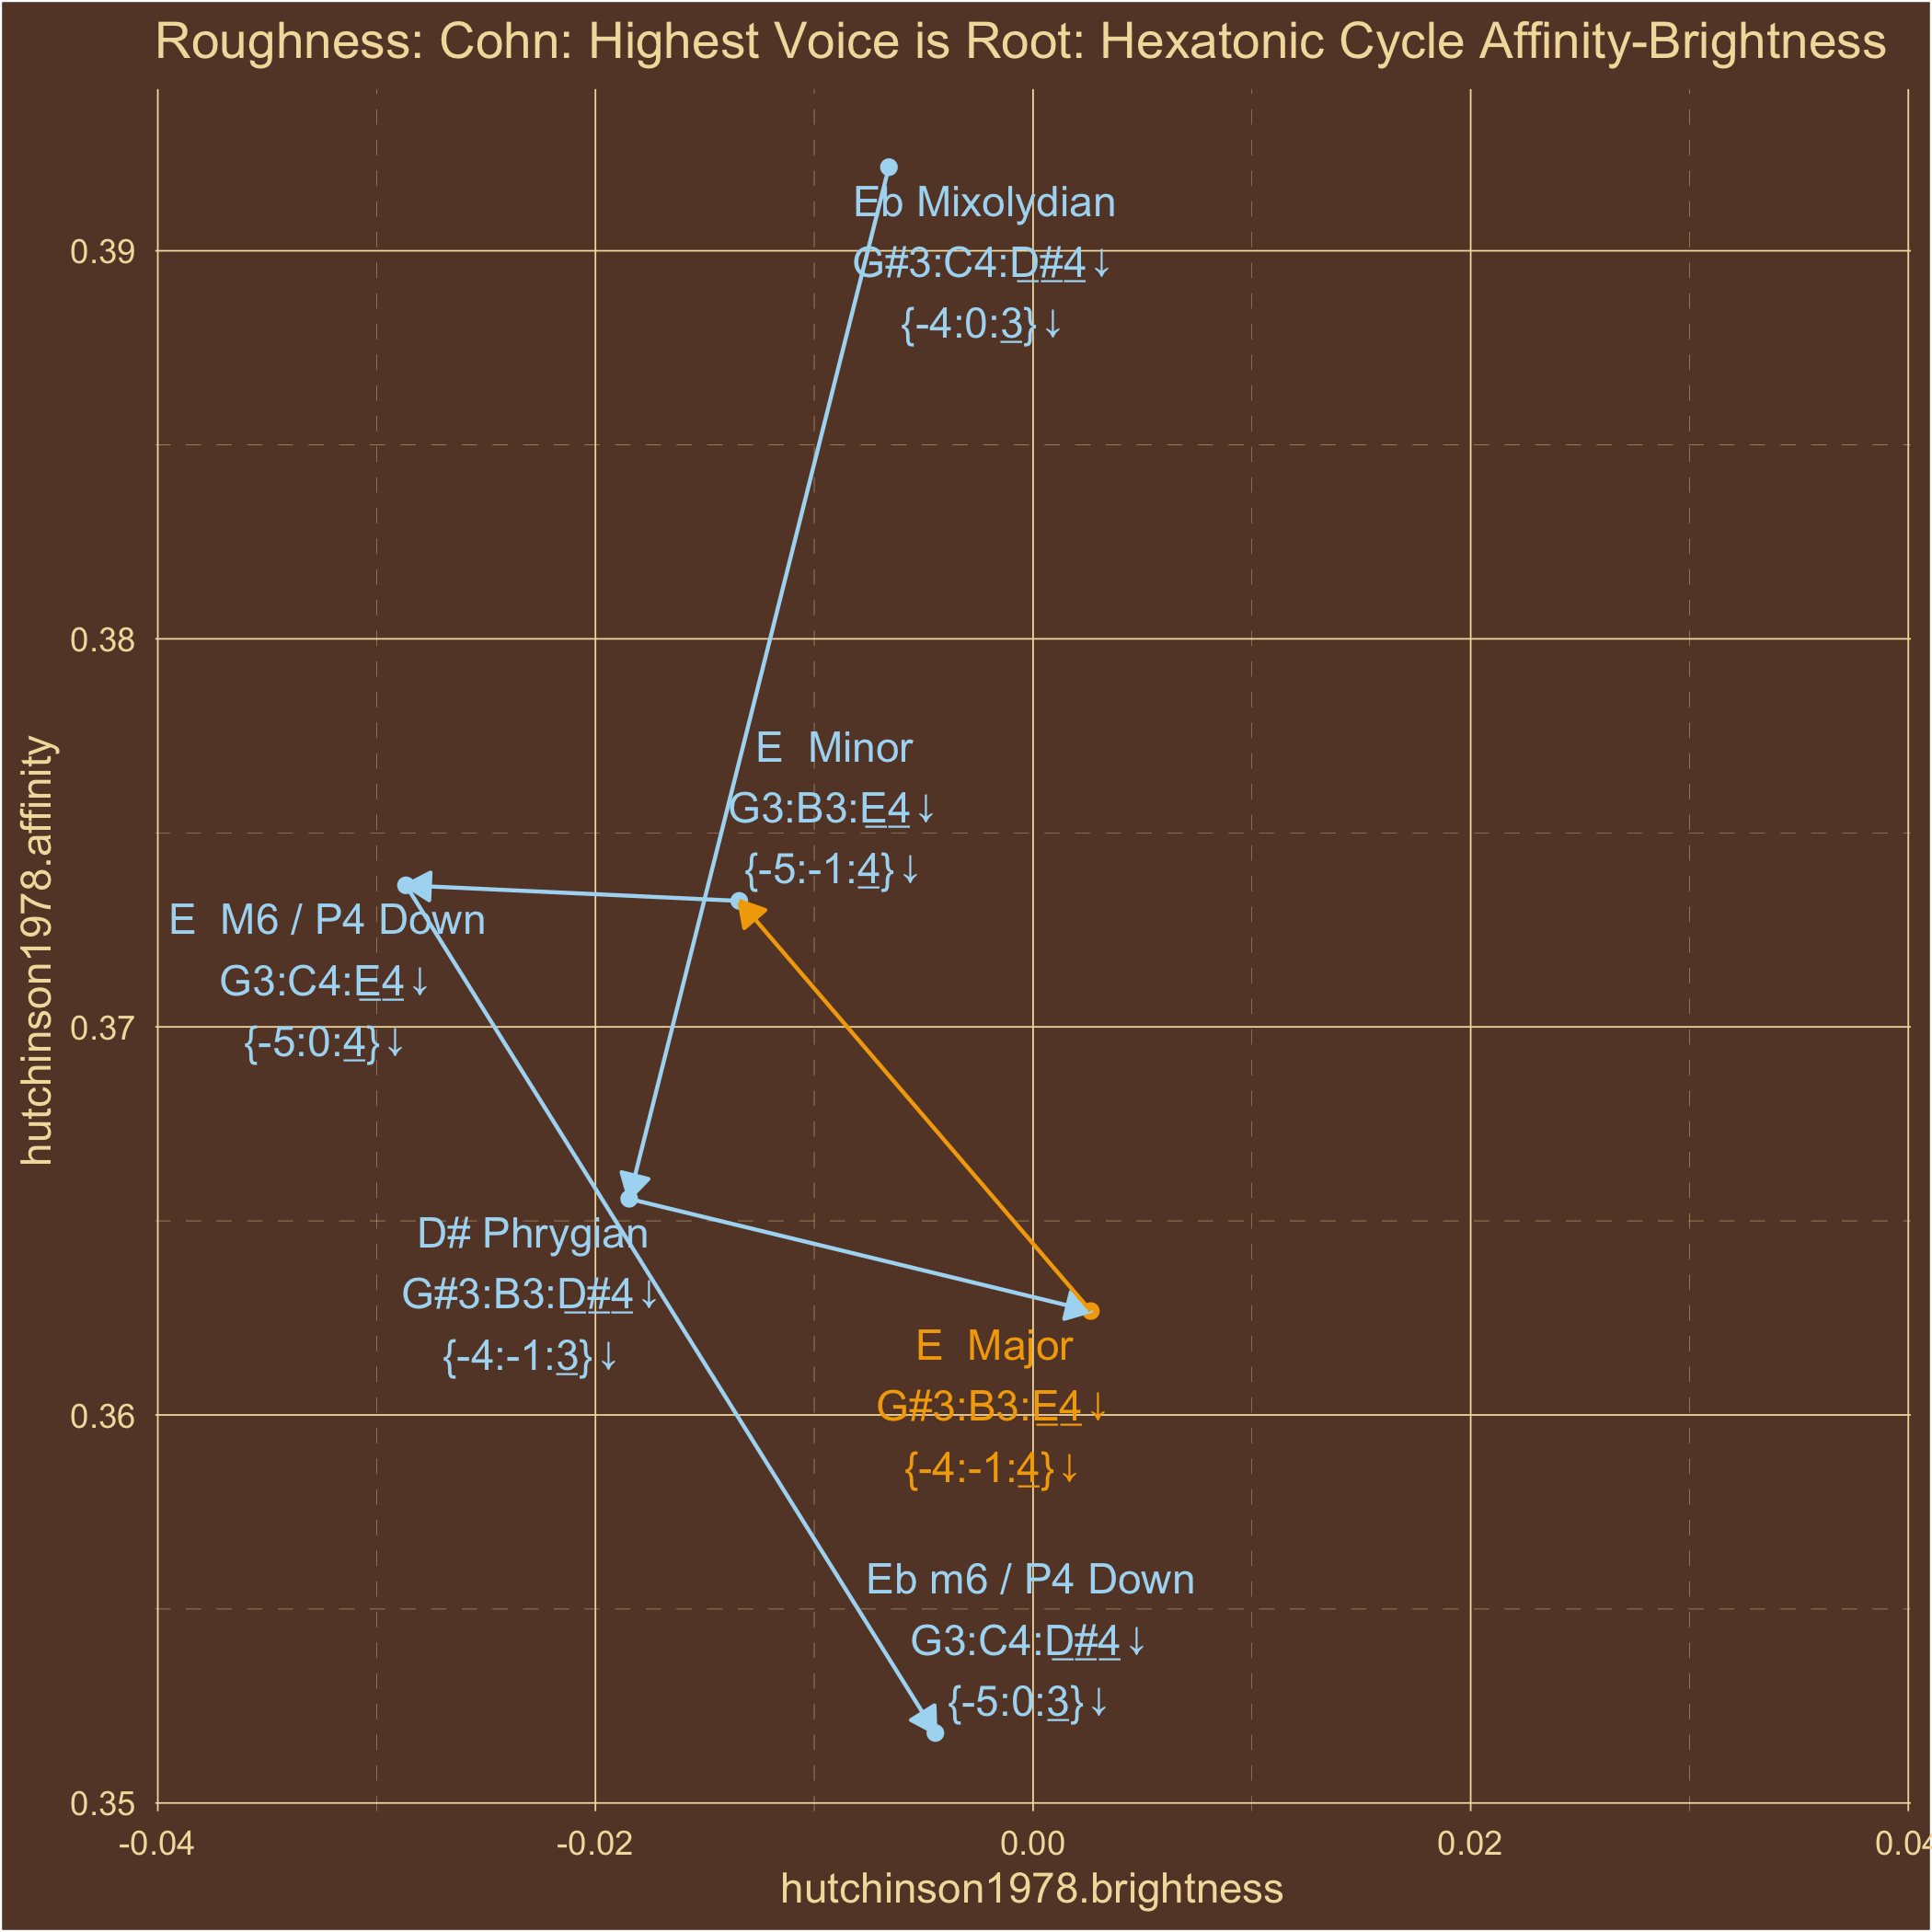 Roughness: Cohn: Highest Voice is Root: Hexatonic Cycle Affinity-Brightness
hutchinson1978.affinity
0.39
0.38
0.37
0.36
0.35
Eb Mixolydian
G#3:C4:D#4↓
{-4:0:3}↓
E  Minor
G3:B3:E4↓
{-5:-1:4}↓
E  M6 / P4 Down
G3:C4:E4↓
{-5:0:4}↓
D# Phrygian
G#3:B3:D#4↓
{-4:-1:3}↓
E  Major
G#3:B3:E4↓
{-4:-1:4}↓
Eb m6 / P4 Down
G3:C4:D#4↓
{-5:0:3}↓
-0.04 -0.02 0.00 0.02 0.04
hutchinson1978.brightness